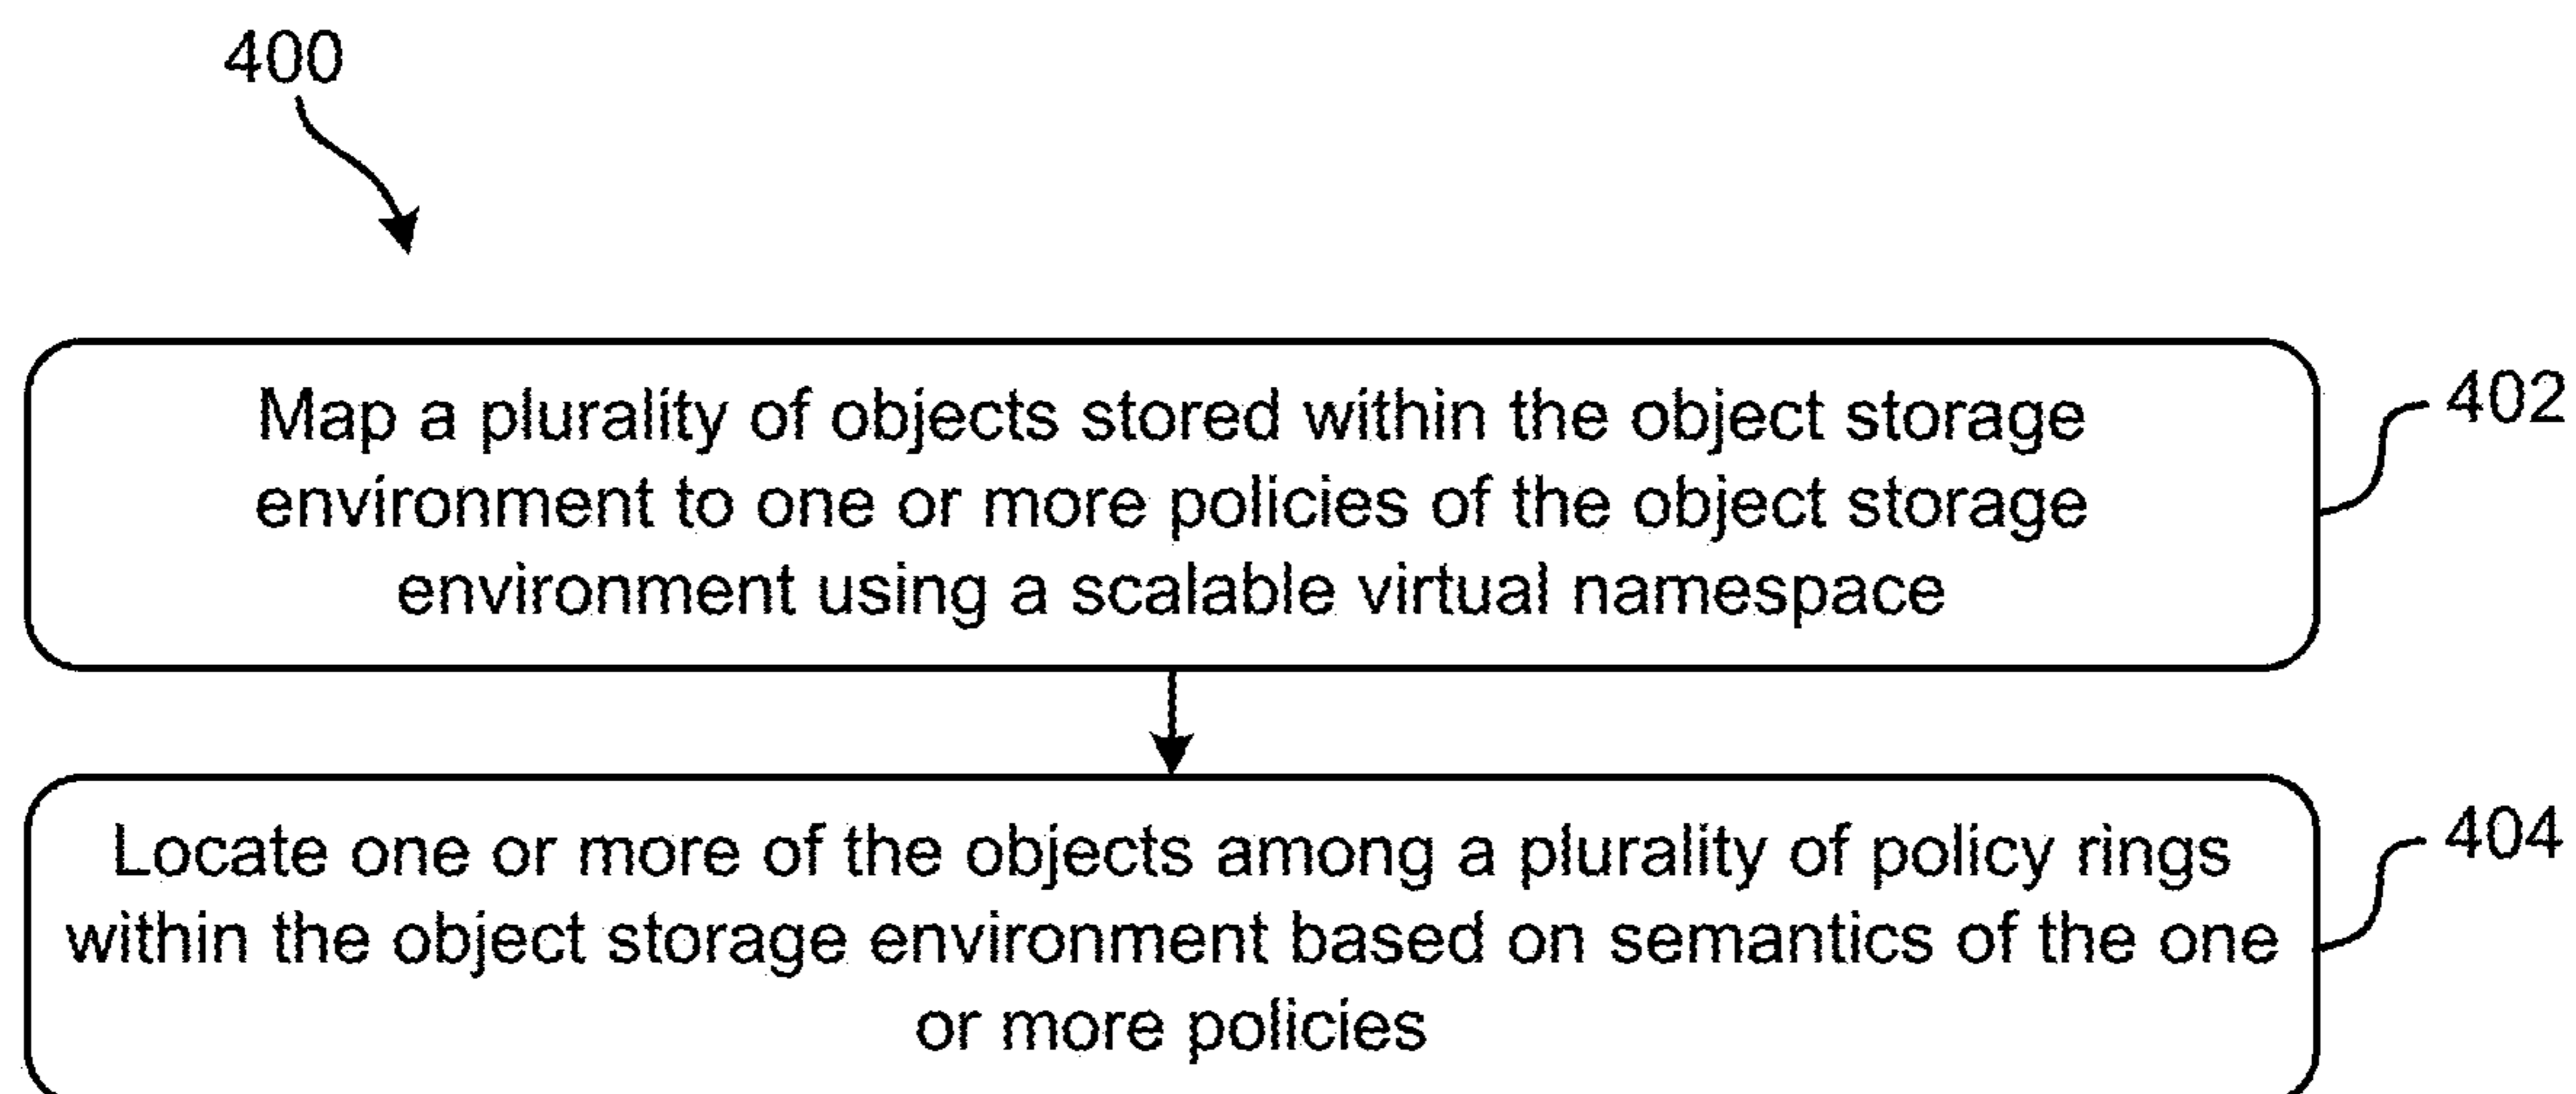 400
Map a plurality of objects stored within the object storage
environment to one or more policies of the object storage
environment using a scalable virtual namespace
402
Locate one or more of the objects among a plurality of policy rings
within the object storage environment based on semantics of the one
or more policies
404